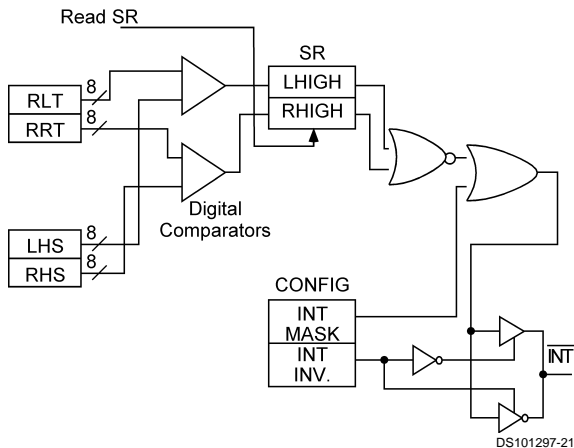 Read SR
SR
8
RLT
LHIGH
8
RRT
RHIGH
Digital
Comparators
8
LHS
8
RHS
CONFIG
INT
MASK
INT
INV.
INT
DS101297-21